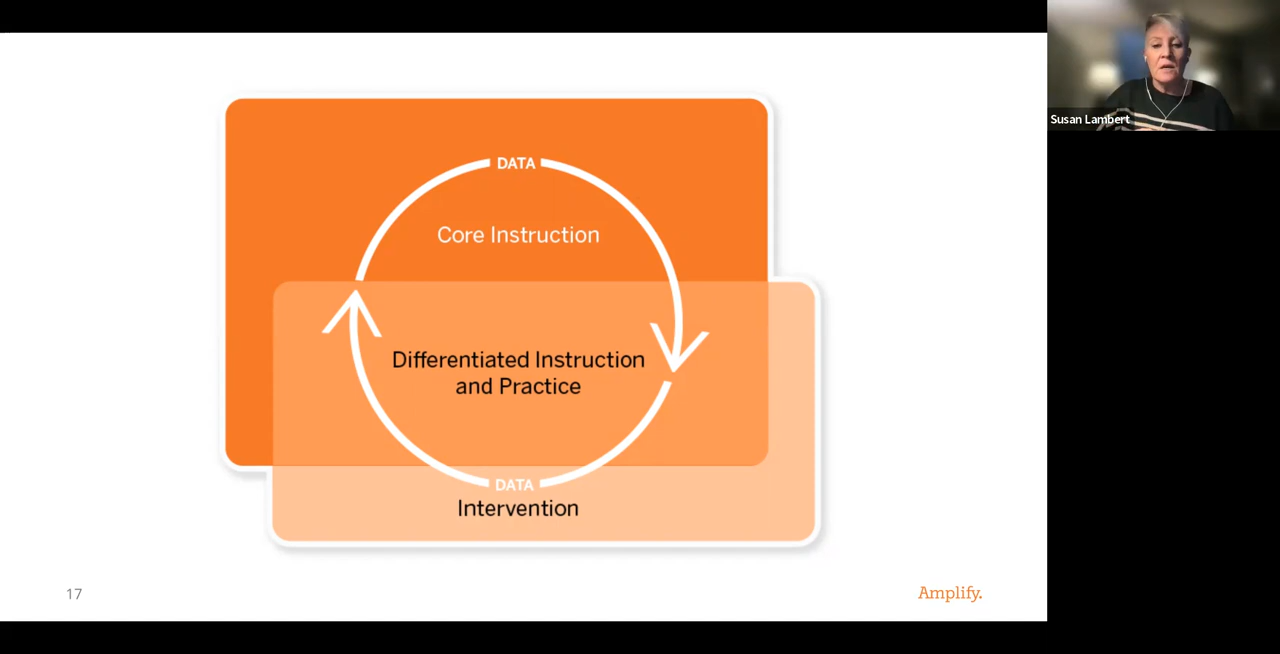 DATA
Core Instruction
Differentiated Instruction
and Practice
DATA
Intervention
17
Amplify.
Susan Lambert